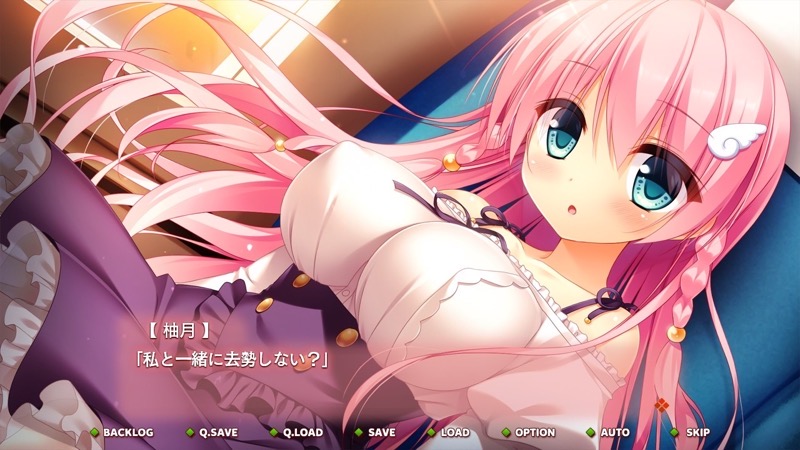 【 柚月 】
「私と一緒に去勢しない？」
BACKLOG
Q.SAVE
Q.LOAD
SAVE
LOAD
OPTION
AUTO
SKIP